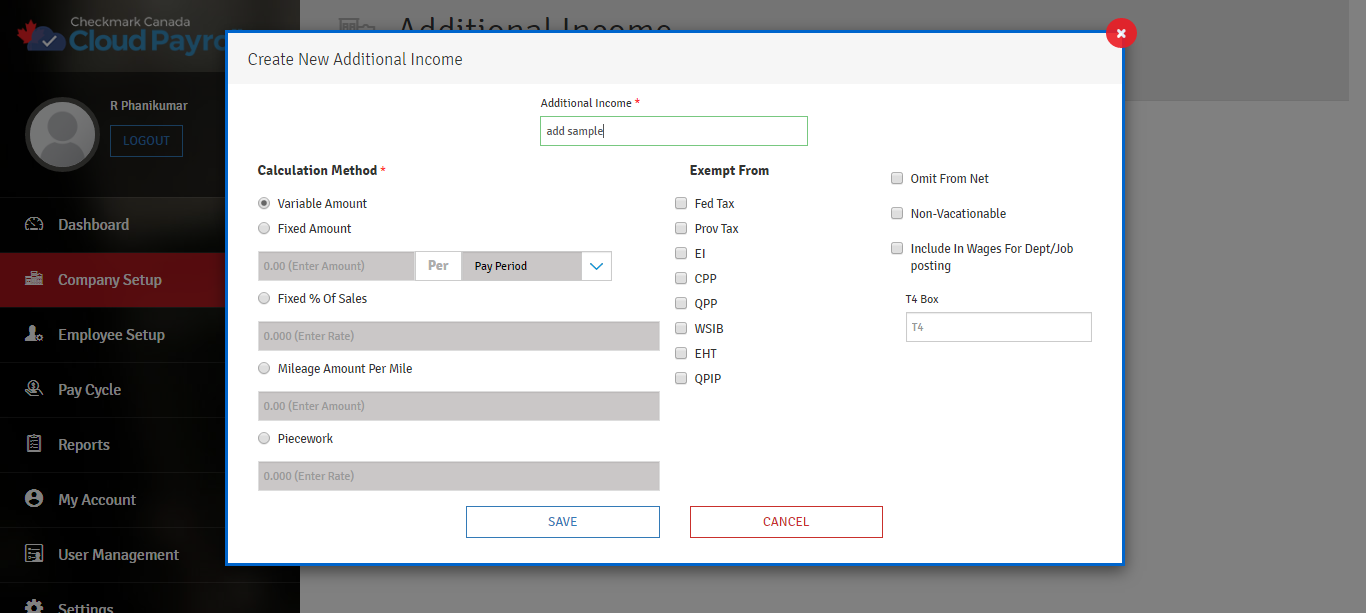 Checkmark Canada
Cloud Payro
R Phanikumar
LOGOUT
Dashboard
Company Setup
Employee Setup
Pay Cycle
Reports
My Account
User Management
Settings
Additional Income
Create New Additional Income
Additional Income *
add sample
Calculation Method *
Variable Amount
Fixed Amount
0.00 (Enter Amount) Per Pay Period
Fixed % Of Sales
0.000 (Enter Rate)
Mileage Amount Per Mile
0.00 (Enter Amount)
Piecework
0.000 (Enter Rate)
Exempt From
Fed Tax
Prov Tax
EI
CPP
QPP
WSIB
EHT
QPIP
Omit From Net
Non-Vacationable
Include In Wages For Dept/Job
posting
T4 Box
T4
SAVE
CANCEL